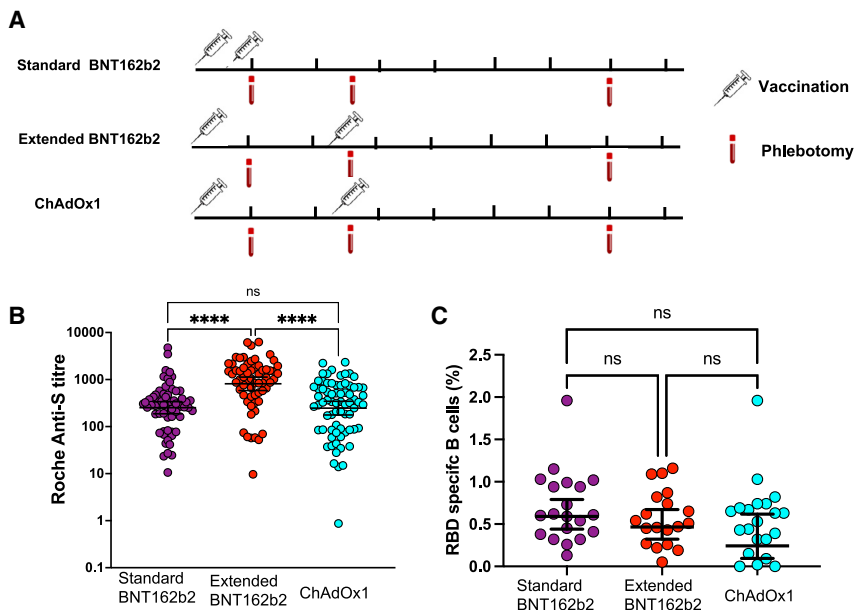 A
Standard BNT162b2
Extended BNT162b2
ChAdOx1
Vaccination
Phlebotomy
B
ns
**** ****
Roche Anti-S titre
10000
1000
100
10
1
0.1
Standard
BNT162b2
Extended
BNT162b2
ChAdOx1
C
ns
ns ns
RBD specifc B cells (%)
2.5
2.0
1.5
1.0
0.5
0.0
Standard
BNT162b2
Extended
BNT162b2
ChAdOx1